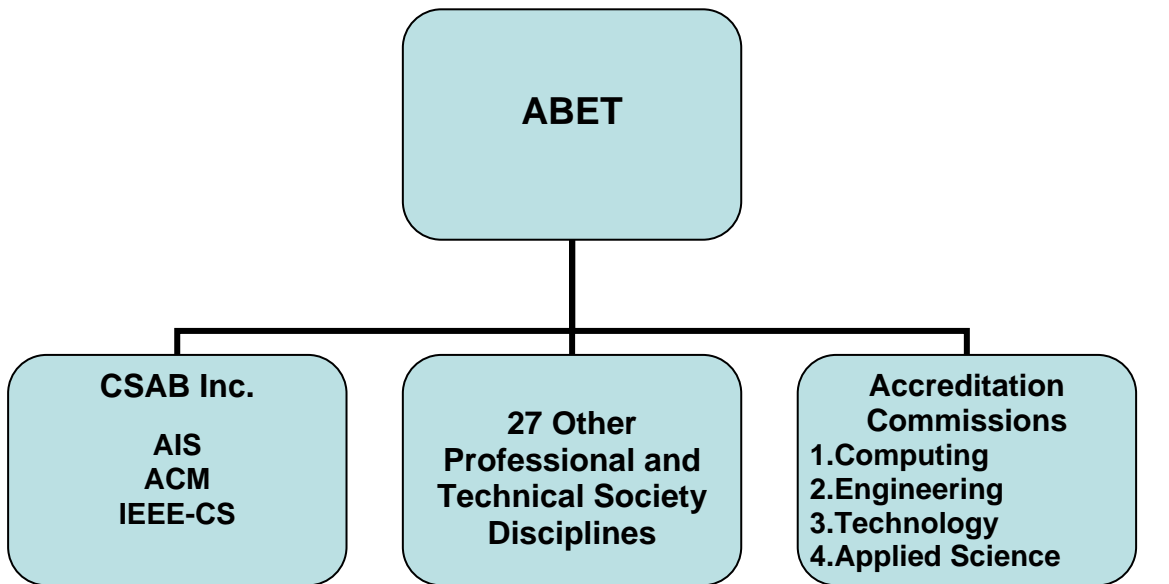 ABET
CSAB Inc.
AIS
ACM
IEEE-CS
27 Other
Professional and
Technical Society
Disciplines
Accreditation
Commissions
1.Computing
2.Engineering
3.Technology
4.Applied Science